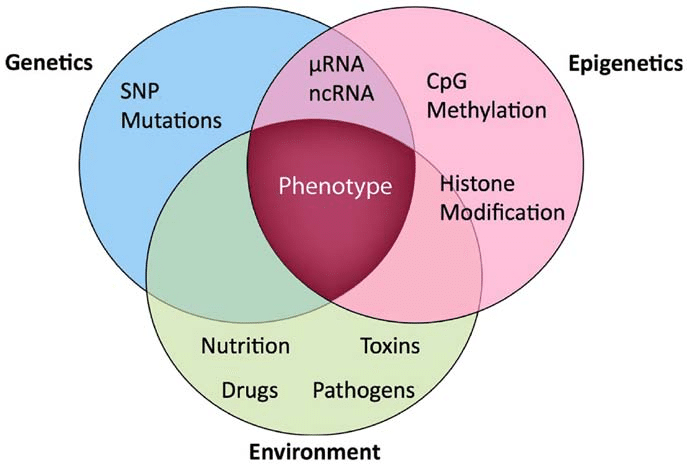 Genetics
Epigenetics
SNP
Mutations
μRNA
ncRNA
CpG
Methylation
Phenotype
Histone
Modification
Nutrition
Toxins
Drugs
Pathogens
Environment